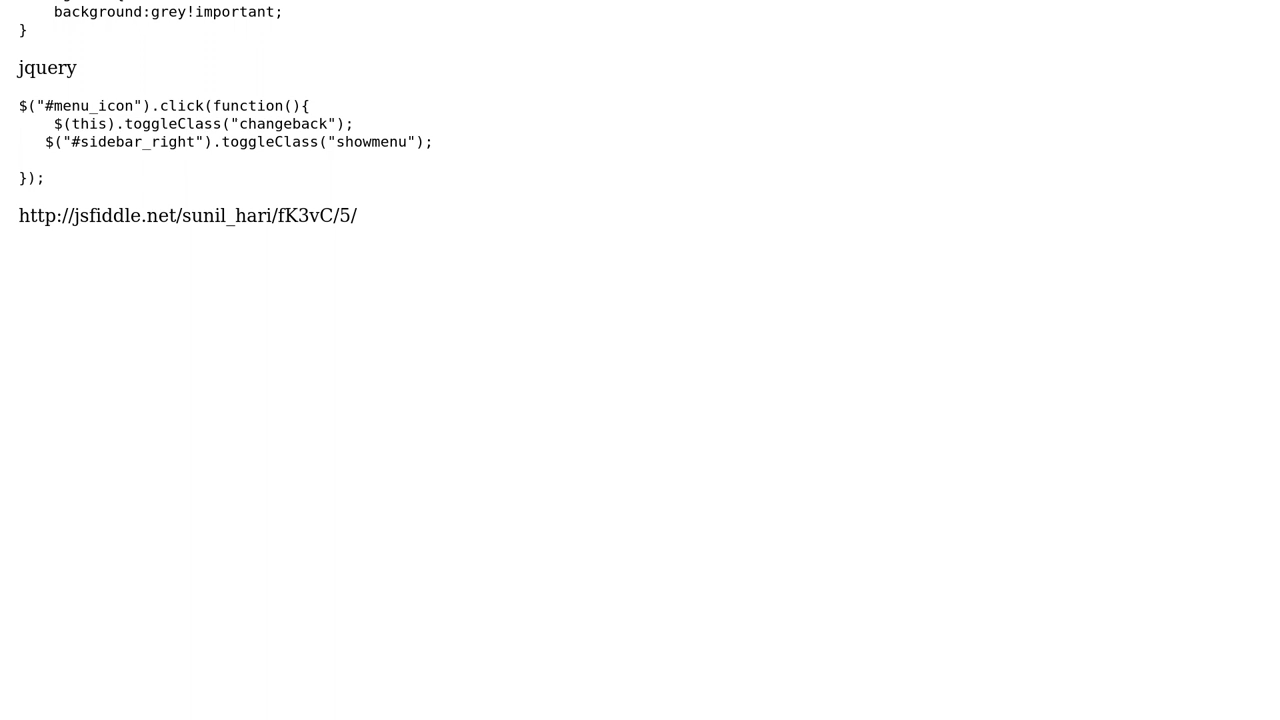 background:grey!important;
}
jquery
$("#menu_icon").click(function(){
$(this).toggleClass("changeback");
$("#sidebar_right").toggleClass("showmenu");
});
http://jsfiddle.net/sunil_hari/fK3vC/5/